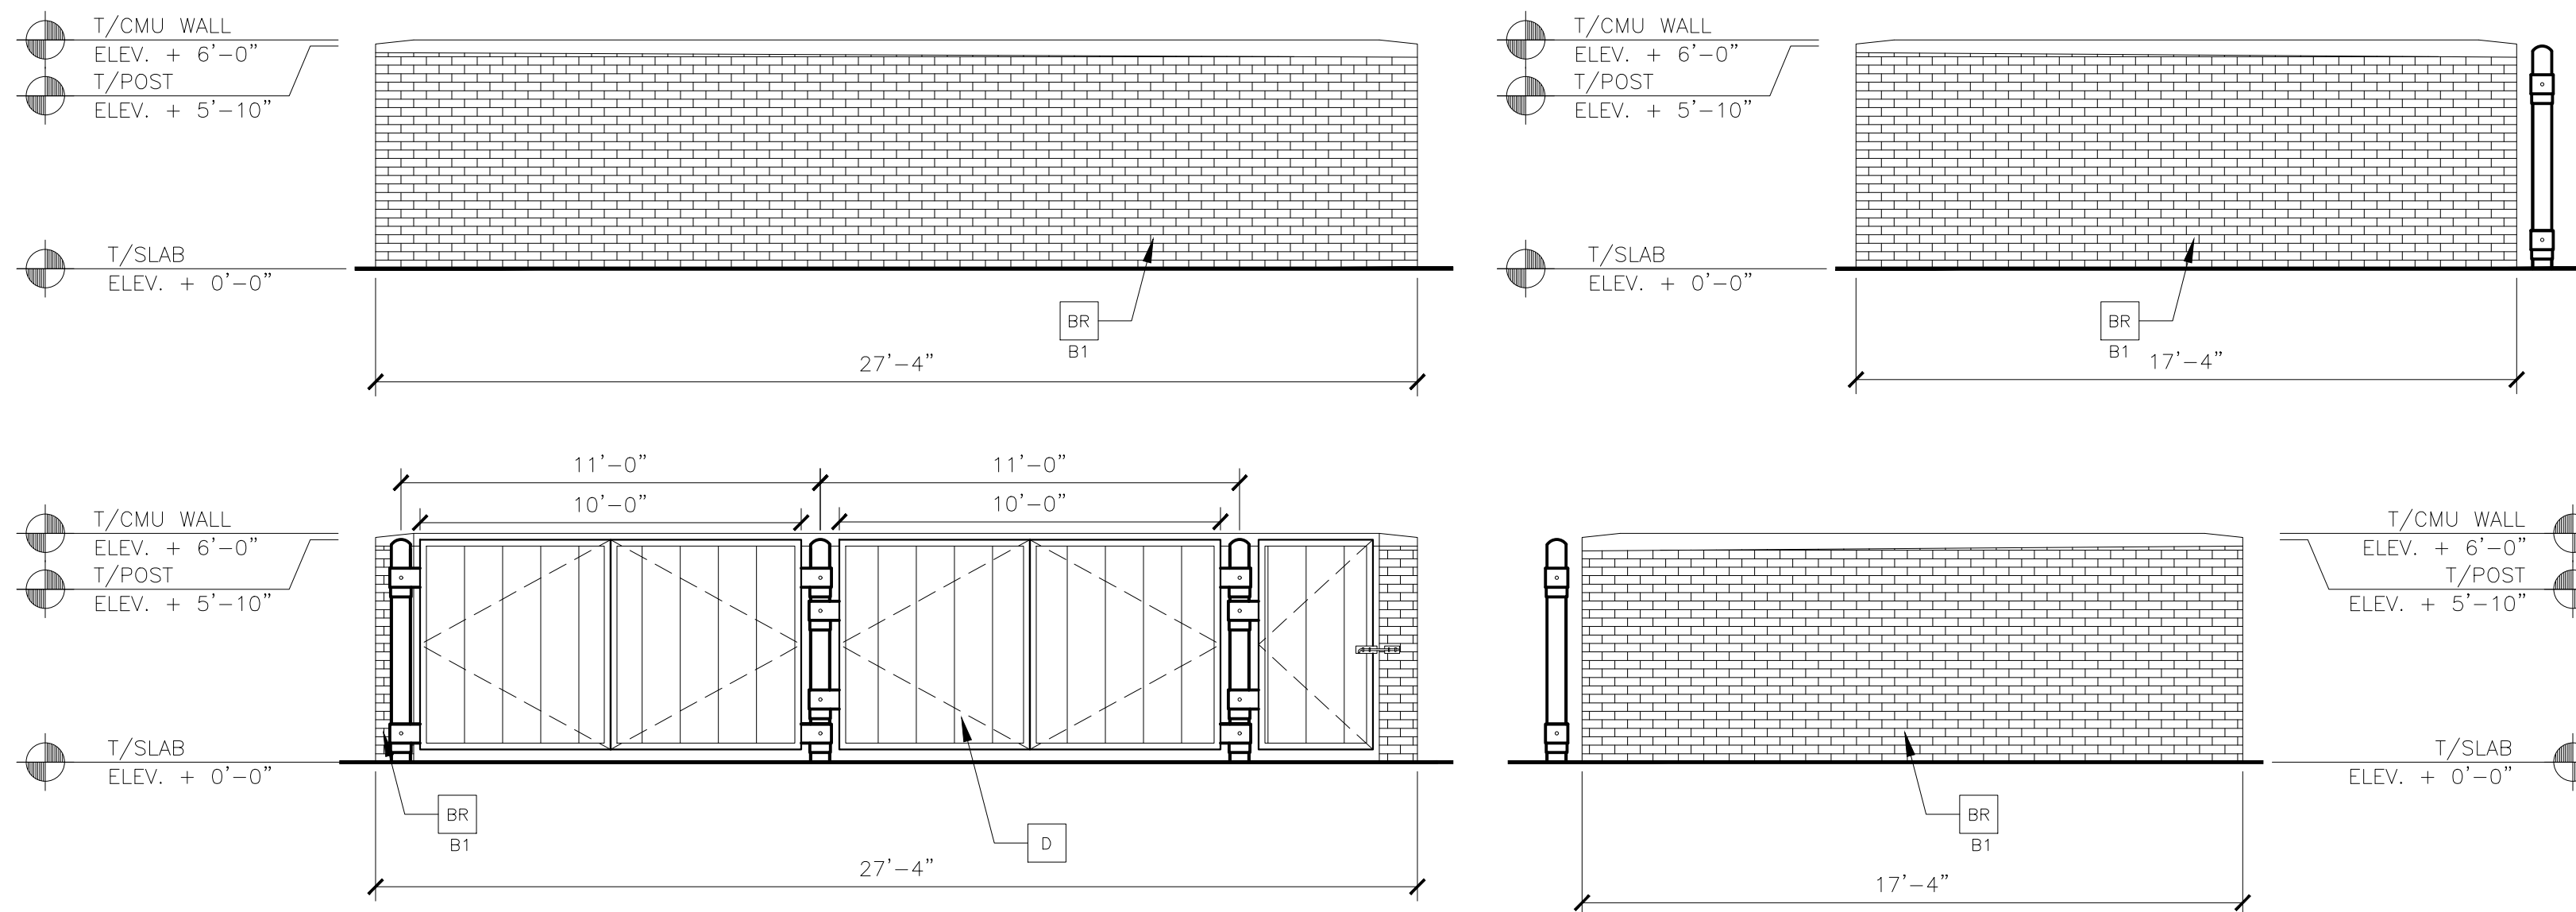 T/CMU WALL
ELEV. + 6'-0"
T/POST
ELEV. + 5'-10"
T/SLAB
ELEV. + 0'-0"
BR
B1
27'-4"
T/CMU WALL
ELEV. + 6'-0"
T/POST
ELEV. + 5'-10"
T/SLAB
ELEV. + 0'-0"
BR
B1
17'-4"
11'-0"
11'-0"
10'-0"
10'-0"
T/CMU WALL
ELEV. + 6'-0"
T/POST
ELEV. + 5'-10"
T/SLAB
ELEV. + 0'-0"
BR
B1
D
27'-4"
T/CMU WALL
ELEV. + 6'-0"
T/POST
ELEV. + 5'-10"
T/SLAB
ELEV. + 0'-0"
BR
B1
17'-4"